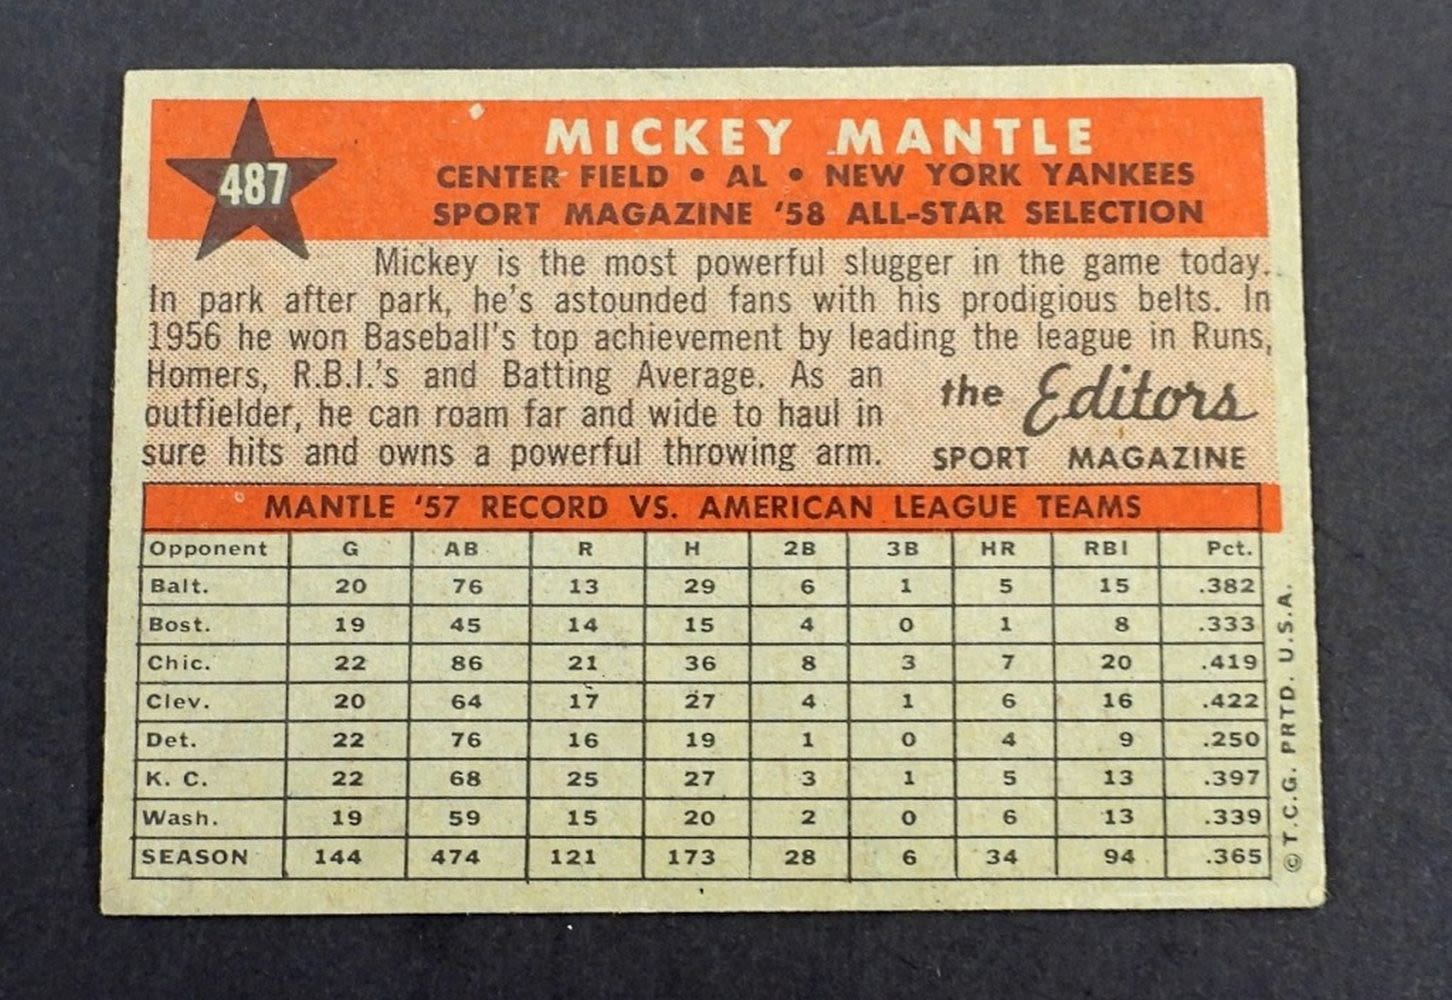 487
MICKEY MANTLE
CENTER FIELD • AL • NEW YORK YANKEES
SPORT MAGAZINE '58 ALL-STAR SELECTION
Mickey is the most powerful slugger in the game today.
In park after park, he's astounded fans with his prodigious belts. In
1956 he won Baseball's top achievement by leading the league in Runs,
Homers, R.B.I.'s and Batting Average. As an
outfielder, he can roam far and wide to haul in
sure hits and owns a powerful throwing arm.
the Editors
SPORT MAGAZINE
MANTLE '57 RECORD VS. AMERICAN LEAGUE TEAMS
Opponent G AB R H 2B 3B HR RBI Pct.
Balt. 20 76 13 29 6 1 5 15 .382
Bost. 19 45 14 15 4 0 1 8 .333
Chic. 22 86 21 36 8 3 7 20 .419
Clev. 20 64 17 27 4 1 6 16 .422
Det. 22 76 16 19 1 0 4 9 .250
K. C. 22 68 25 27 3 1 5 13 .397
Wash. 19 59 15 20 2 0 6 13 .339
SEASON 144 474 121 173 28 6 34 94 .365
© T.C.G. PRTD. U.S.A.